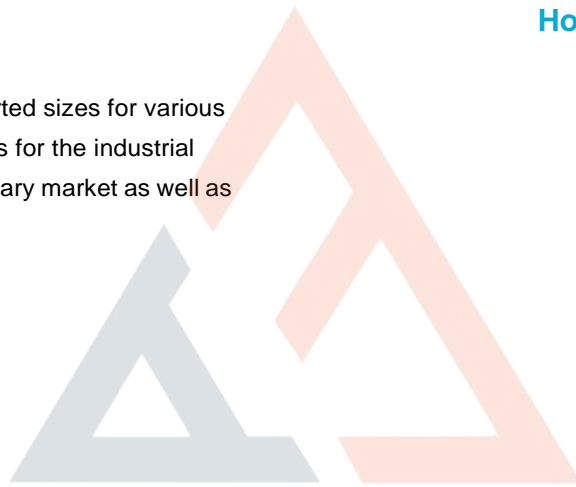 Ho
rted sizes for various
s for the industrial
ary market as well as